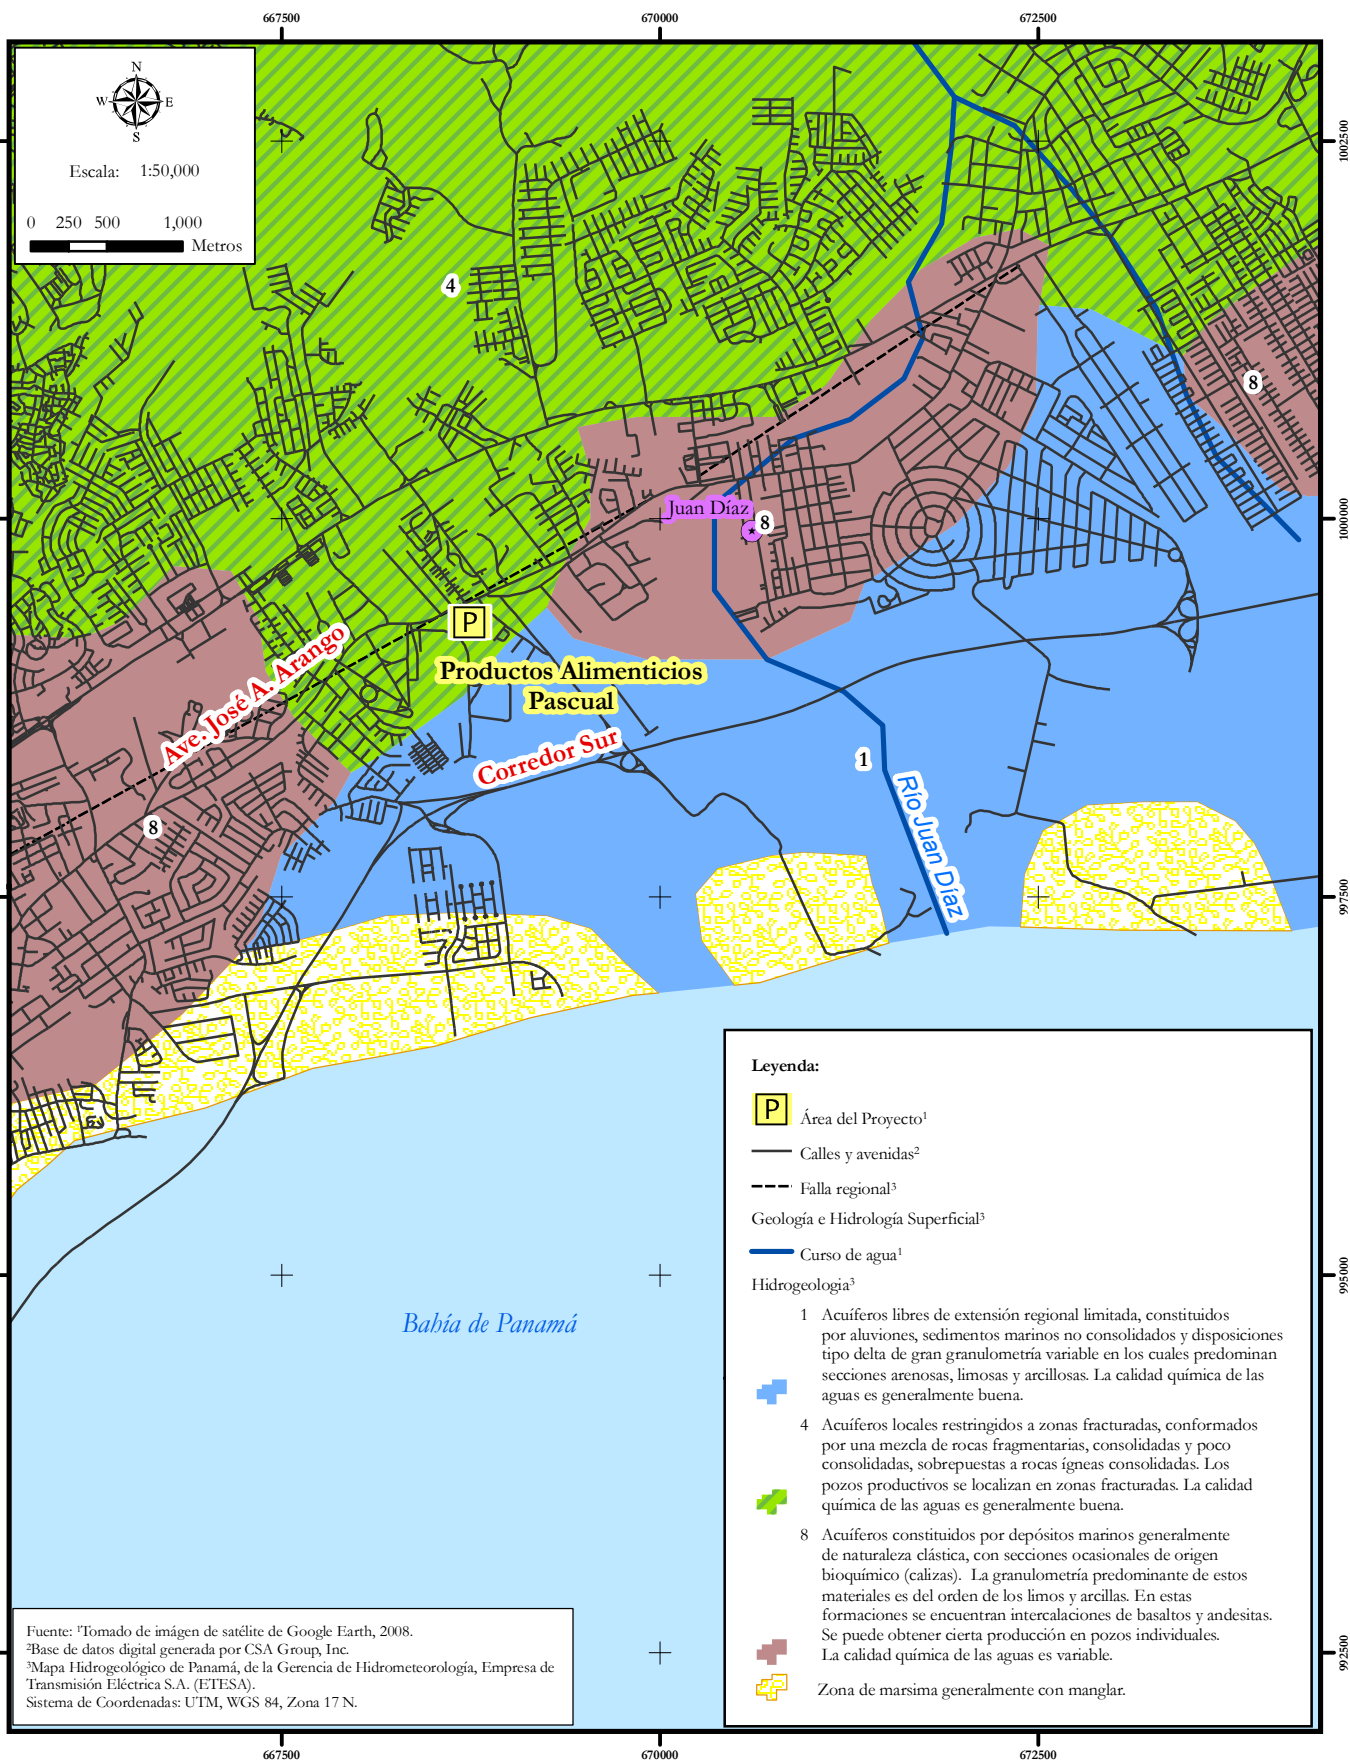 667500
670000
672500
N
W
E
S
Escala: 1:50,000
0 250 500 1,000
Metros
1002500
1000000
997500
995000
992500
4
8
Juan Díaz
8
P
Productos Alimenticios
Pascual
Ave. José A. Arango
Corredor Sur
1
Río Juan Díaz
8
Bahía de Panamá
Leyenda:
P Área del Proyecto¹
Calles y avenidas²
Falla regional³
Geología e Hidrología Superficial³
Curso de agua¹
Hidrogeologia³
1 Acuíferos libres de extensión regional limitada, constituidos
por aluviones, sedimentos marinos no consolidados y disposiciones
tipo delta de gran granulometría variable en los cuales predominan
secciones arenosas, limosas y arcillosas. La calidad química de las
aguas es generalmente buena.
4 Acuíferos locales restringidos a zonas fracturadas, conformados
por una mezcla de rocas fragmentarias, consolidadas y poco
consolidadas, sobrepuestas a rocas ígneas consolidadas. Los
pozos productivos se localizan en zonas fracturadas. La calidad
química de las aguas es generalmente buena.
8 Acuíferos constituidos por depósitos marinos generalmente
de naturaleza clástica, con secciones ocasionales de origen
bioquímico (calizas). La granulometría predominante de estos
materiales es del orden de los limos y arcillas. En estas
formaciones se encuentran intercalaciones de basaltos y andesitas.
Se puede obtener cierta producción en pozos individuales.
La calidad química de las aguas es variable.
Zona de marsima generalmente con manglar.
Fuente: ¹Tomado de imágen de satélite de Google Earth, 2008.
²Base de datos digital generada por CSA Group, Inc.
³Mapa Hidrogeológico de Panamá, de la Gerencia de Hidrometeorología, Empresa de
Transmisión Eléctrica S.A. (ETESA).
Sistema de Coordenadas: UTM, WGS 84, Zona 17 N.
667500
670000
672500